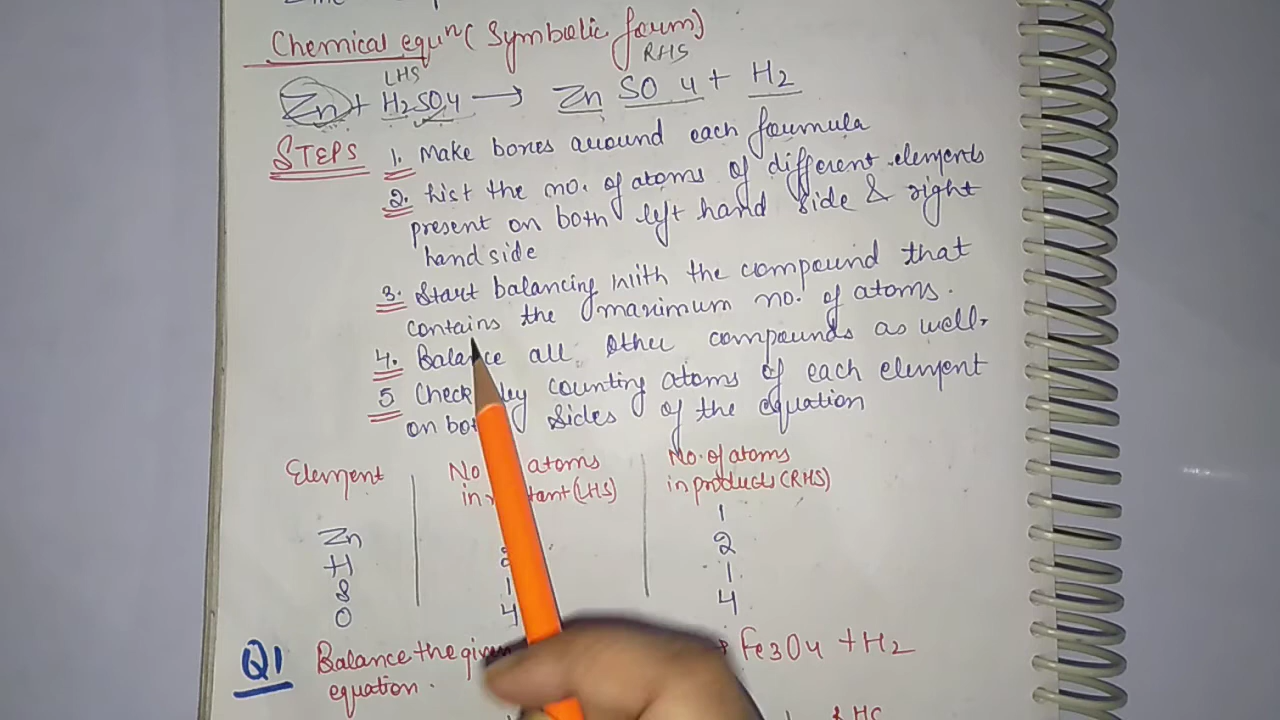 Chemical equⁿ ( Symbolic form)
LHS RHS
Zn + H2SO4 → Zn SO 4 + H2
STEPS 1. Make boxes around each formula
2. List the no. of atoms of different elements
present on both left hand side & right
hand side
3. Start balancing with the compound that
contains the maximum no. of atoms.
4. Balance all other compounds as well.
5 Check by counting atoms of each element
on both sides of the equation
Element No atoms No. of atoms
in (LHS) in products (RHS)
1
Zn 2
H 1
S 1 4
O 4
Q1 Balance the given Fe3O4 + H2
equation.